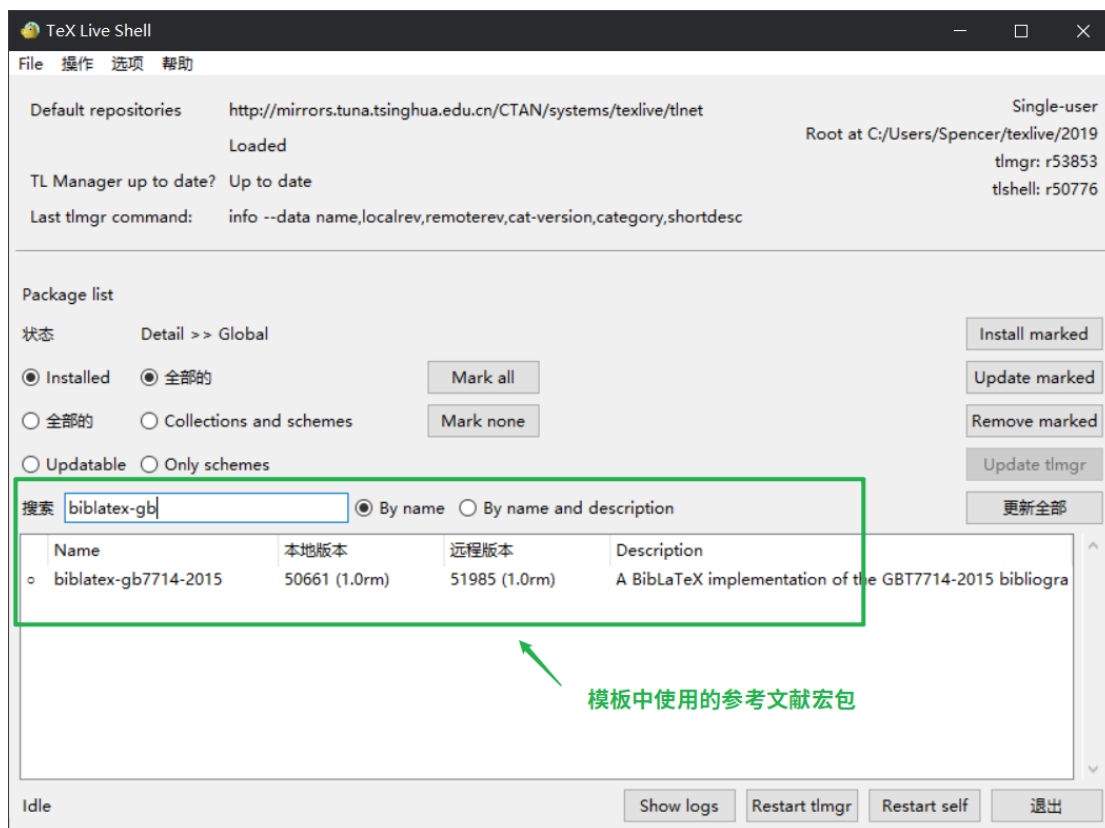 TeX Live Shell
File 操作 选项 帮助
Default repositories http://mirrors.tuna.tsinghua.edu.cn/CTAN/systems/texlive/tlnet Single-user
Loaded Root at C:/Users/Spencer/texlive/2019
TL Manager up to date? Up to date tlmgr: r53853
Last tlmgr command: info --data name,localrev,remoterev,cat-version,category,shortdesc tlshell: r50776
Package list
状态 Detail >> Global Install marked
Installed 全部的 Mark all Update marked
全部的 Collections and schemes Mark none Remove marked
Updatable Only schemes Update tlmgr
搜索 biblatex-gb By name By name and description 更新全部
Name 本地版本 远程版本 Description
biblatex-gb7714-2015 50661 (1.0rm) 51985 (1.0rm) A BibLaTeX implementation of the GBT7714-2015 bibliogra
模板中使用的参考文献宏包
Idle Show logs Restart tlmgr Restart self 退出